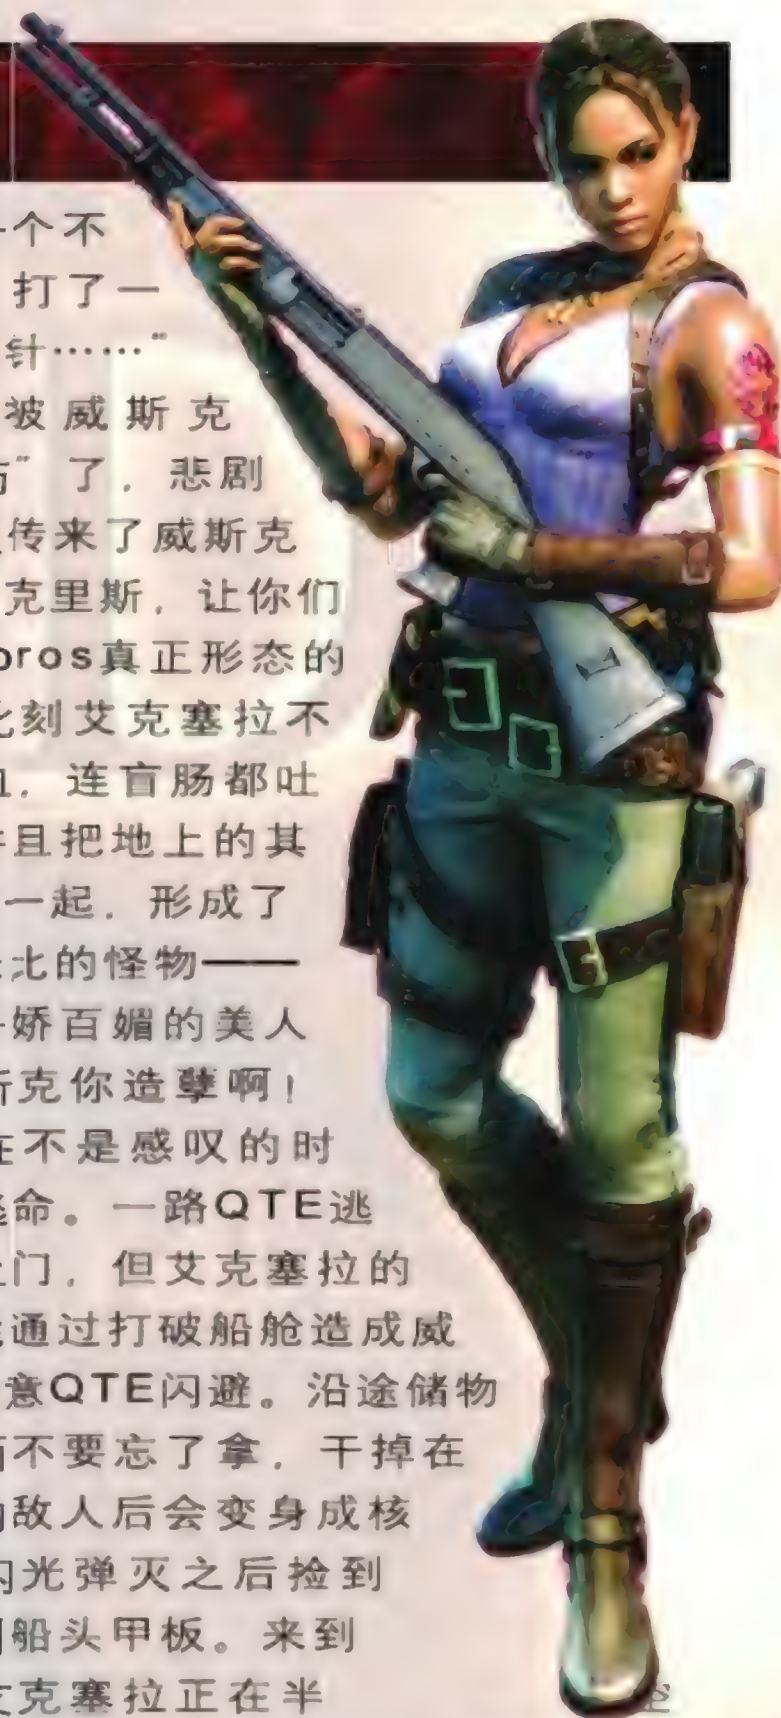 个不
打了一
针……”
被威斯克
”了，悲剧
传来了威斯克
克里斯，让你们
oros真正形态的
刻艾克塞拉不
，连盲肠都吐
且把地上的其
一起，形成了
比的怪物——
娇百媚的美人
斯克你造孽啊！
在不是感叹的时
命。一路QTE逃
门，但艾克塞拉的
通过打破船舱造成威
意QTE闪避。沿途储物
不要忘了拿，干掉在
敌人后会变身成核
闪光弹灭之后捡到
船头甲板。来到
艾克塞拉正在半